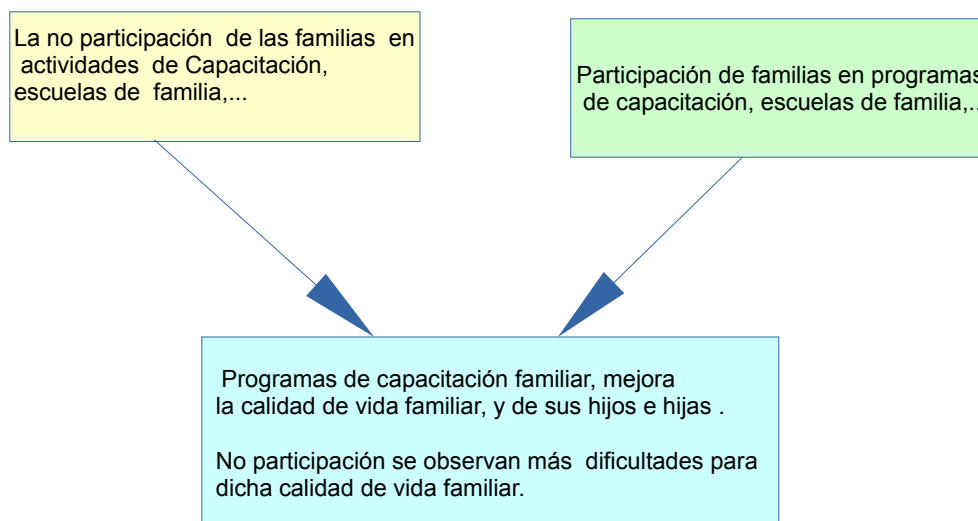 La no participación de las familias en
actividades de Capacitación,
escuelas de familia,...
Participación de familias en programas
de capacitación, escuelas de familia,..
Programas de capacitación familiar, mejora
la calidad de vida familiar, y de sus hijos e hijas .
No participación se observan más dificultades para
dicha calidad de vida familiar.